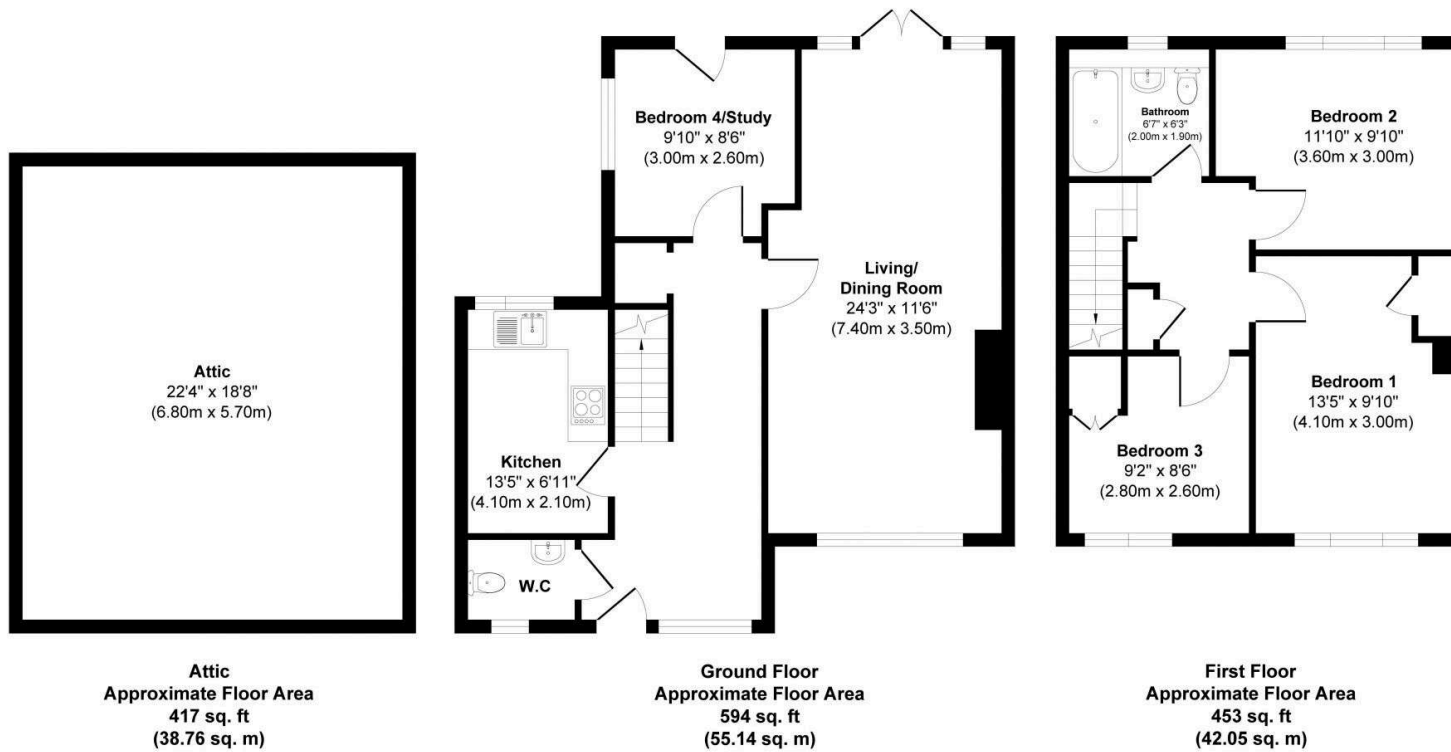 Attic
22'4" x 18'8"
(6.80m x 5.70m)
Attic
Approximate Floor Area
417 sq. ft
(38.76 sq. m)
Bedroom 4/Study
9'10" x 8'6"
(3.00m x 2.60m)
Living/
Dining Room
24'3" x 11'6"
(7.40m x 3.50m)
Kitchen
13'5" x 6'11"
(4.10m x 2.10m)
W.C
Ground Floor
Approximate Floor Area
594 sq. ft
(55.14 sq. m)
Bathroom
6'7" x 6'3"
(2.00m x 1.90m)
Bedroom 2
11'10" x 9'10"
(3.60m x 3.00m)
Bedroom 1
13'5" x 9'10"
(4.10m x 3.00m)
Bedroom 3
9'2" x 8'6"
(2.80m x 2.60m)
First Floor
Approximate Floor Area
453 sq. ft
(42.05 sq. m)